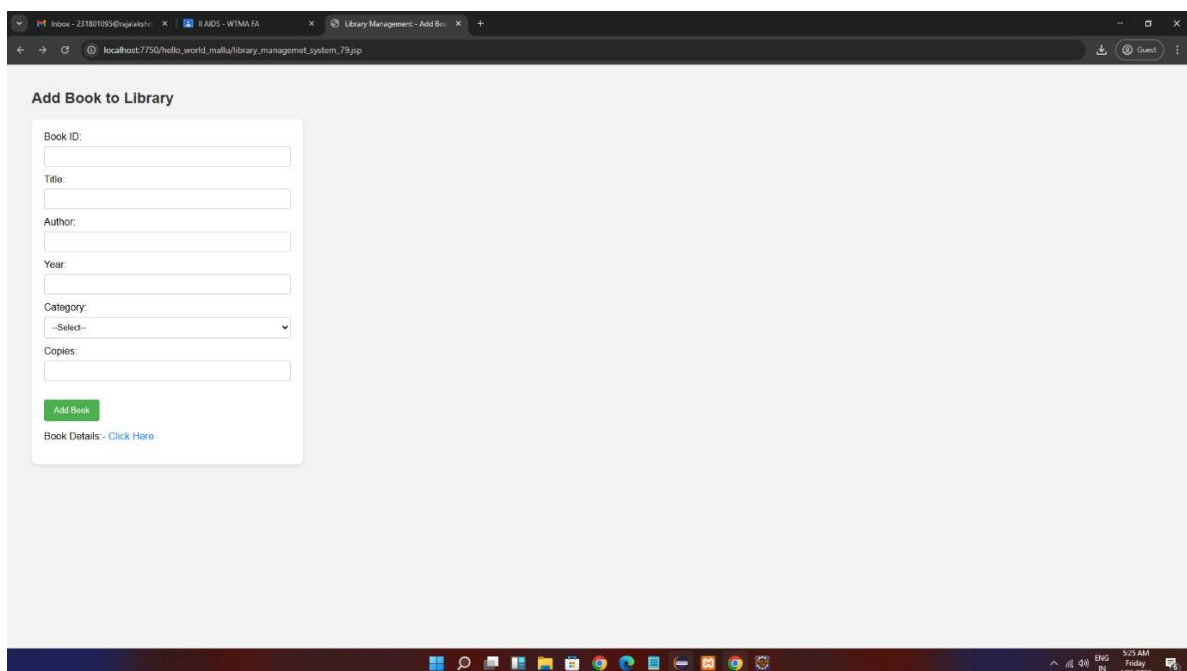 Inbox - 231801095@rajalakshm
II AIDS - WTMA FA
Library Management - Add Boo
localhost:7750/hello_world_mallu/library_managemet_system_79.jsp
Guest
Add Book to Library
Book ID:
Title:
Author:
Year:
Category:
--Select--
Copies:
Add Book
Book Details:- Click Here
ENG
IN
5:25 AM
Friday